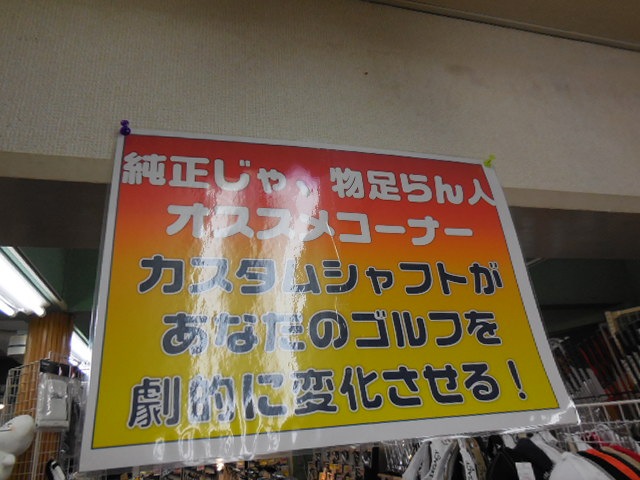 純正じゃ、物足らん人
オススメコーナー
カスタムシャフトが
あなたのゴルフを
劇的に変化させる！